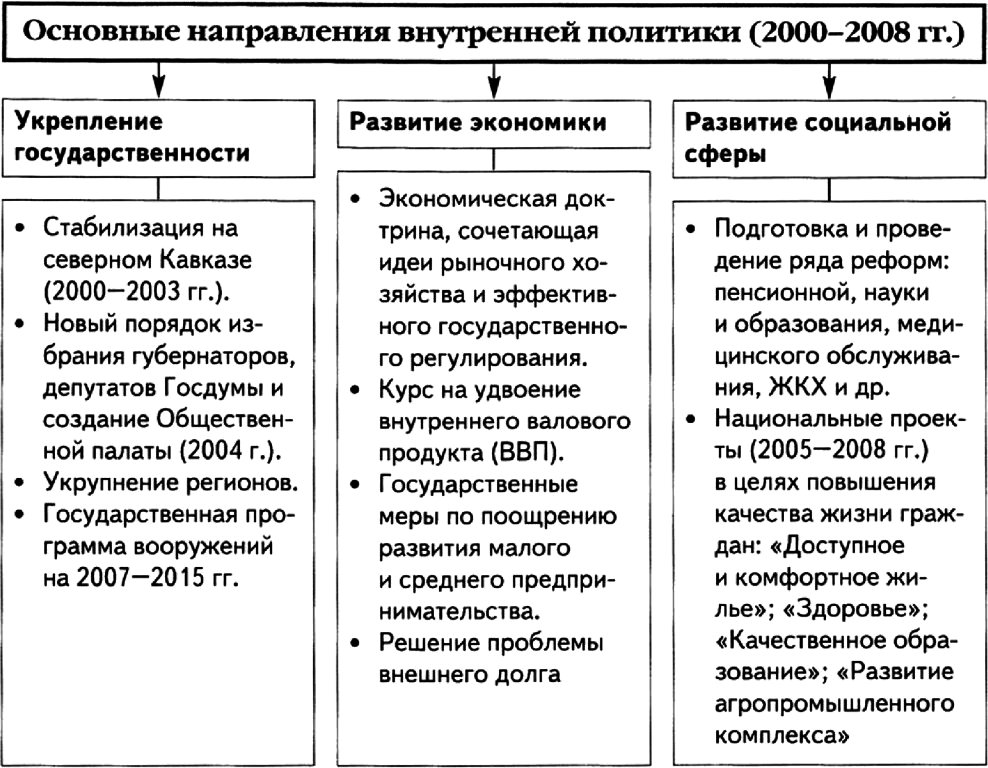 Основные направления внутренней политики (2000–2008 гг.)
Укрепление
государственности
• Стабилизация на
северном Кавказе
(2000—2003 гг.).
• Новый порядок из-
брания губернаторов,
депутатов Госдумы и
создание Обществен-
ной палаты (2004 г.).
• Укрупнение регионов.
• Государственная про-
грамма вооружений
на 2007—2015 гг.
Развитие экономики
• Экономическая док-
трина, сочетающая
идеи рыночного хо-
зяйства и эффектив-
ного государственно-
го регулирования.
• Курс на удвоение
внутреннего валового
продукта (ВВП).
• Государственные
меры по поощрению
развития малого
и среднего предпри-
нимательства.
• Решение проблемы
внешнего долга
Развитие социальной
сферы
• Подготовка и прове-
дение ряда реформ:
пенсионной, науки
и образования, меди-
цинского обслужива-
ния, ЖКХ и др.
• Национальные проек-
ты (2005—2008 гг.)
в целях повышения
качества жизни граж-
дан: «Доступное
и комфортное жи-
лье»; «Здоровье»;
«Качественное обра-
зование»; «Развитие
агропромышленного
комплекса»